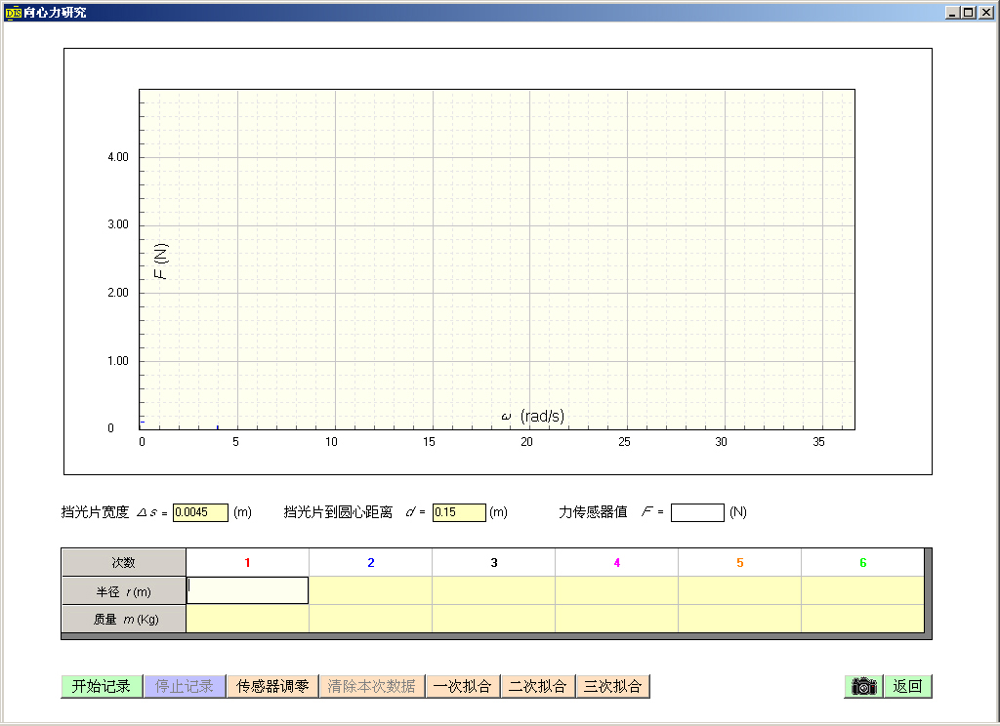 DIS 向心力研究
4.00
3.00
F (N)
2.00
1.00
0
ω (rad/s)
0 5 10 15 20 25 30 35
挡光片宽度 Δs = 0.0045 (m) 挡光片到圆心距离 d = 0.15 (m) 力传感器值 F = (N)
次数 1 2 3 4 5 6
半径 r (m)
质量 m (Kg)
开始记录 停止记录 传感器调零 清除本次数据 一次拟合 二次拟合 三次拟合 返回